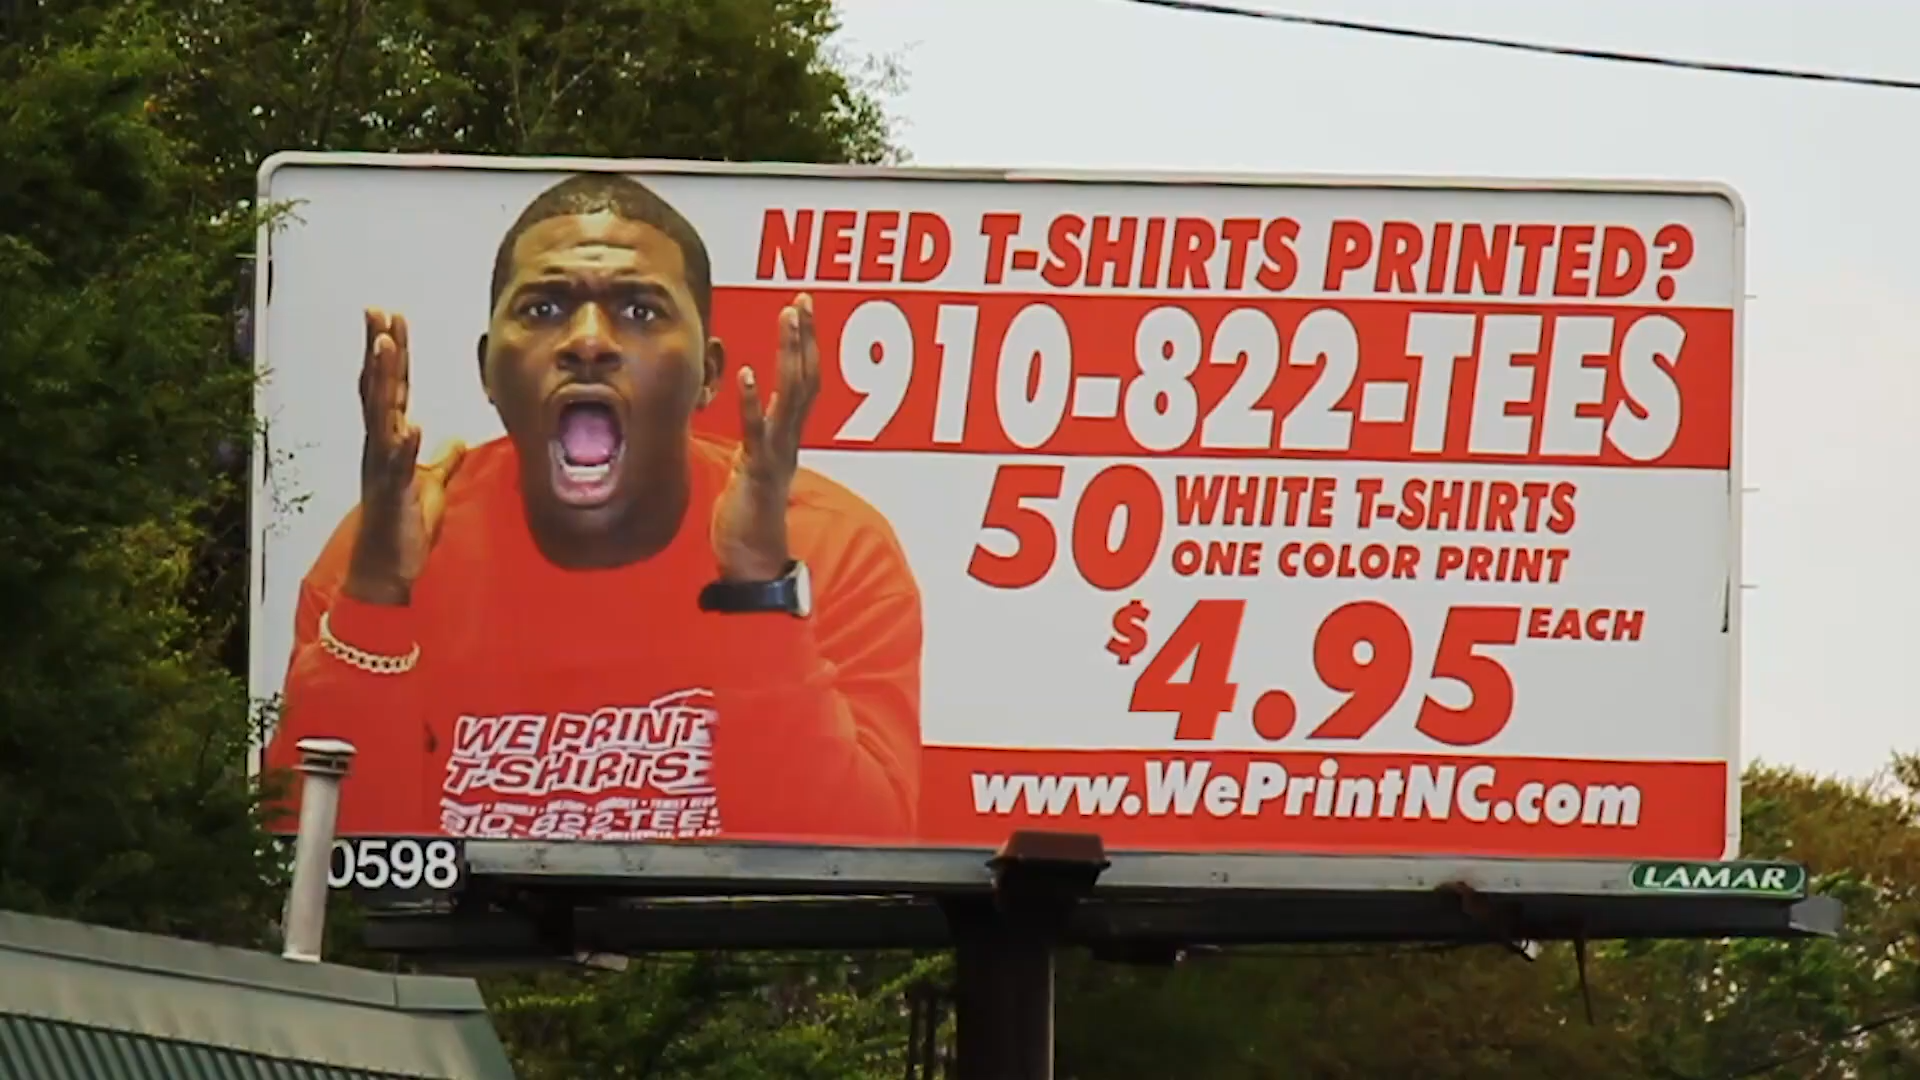 NEED T-SHIRTS PRINTED?
910-822-TEES
50 WHITE T-SHIRTS
ONE COLOR PRINT
$4.95 EACH
www.WePrintNC.com
WE PRINT
T-SHIRTS
910-822-TEES
0598
LAMAR